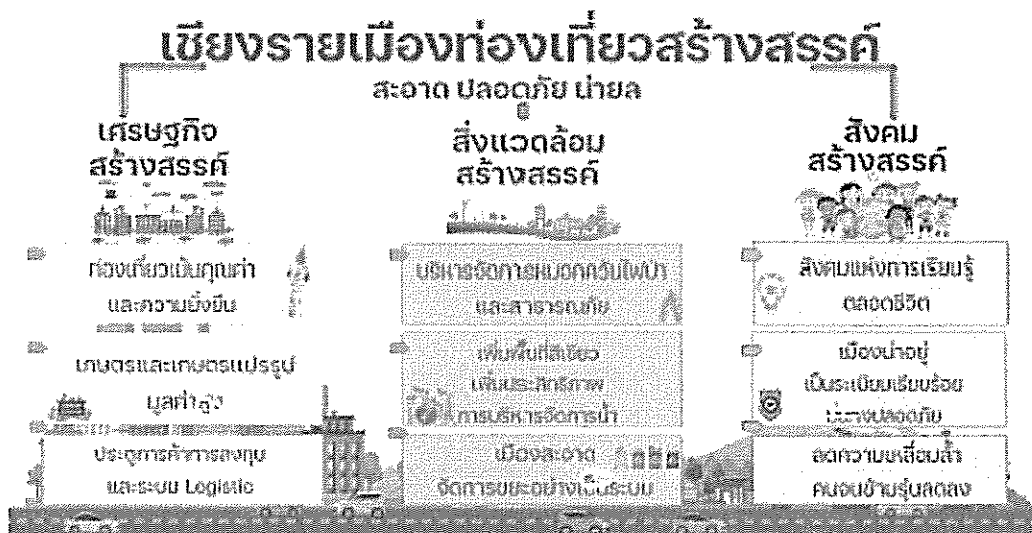 เชียงรายเมืองท่องเที่ยวสร้างสรรค์
สะอาด ปลอดภัย น่ายล
เศรษฐกิจ
สร้างสรรค์
ท่องเที่ยวเน้นคุณค่า
และความยั่งยืน
เกษตรและเกษตรแปรรูป
มูลค่าสูง
ประตูการค้าการลงทุน
และระบบ Logistic
สิ่งแวดล้อม
สร้างสรรค์
บริหารจัดการหมอกควันไฟป่า
และสาธารณภัย
เพิ่มพื้นที่สีเขียว
เพิ่มประสิทธิภาพ
การบริหารจัดการน้ำ
เมืองสะอาด
จัดการขยะอย่างเป็นระบบ
สังคม
สร้างสรรค์
สังคมแห่งการเรียนรู้
ตลอดชีวิต
เมืองน่าอยู่
เป็นระเบียบเรียบร้อย
ปลอดภัย
ลดความเหลื่อมล้ำ
คนจนข้ามรุ่นลดลง